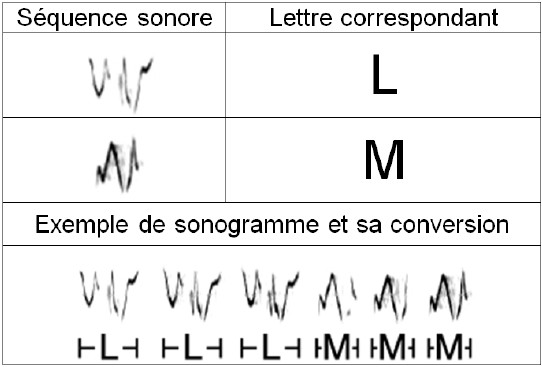 Séquence sonore Lettre correspondant
L
M
Exemple de sonogramme et sa conversion
L L L M M M